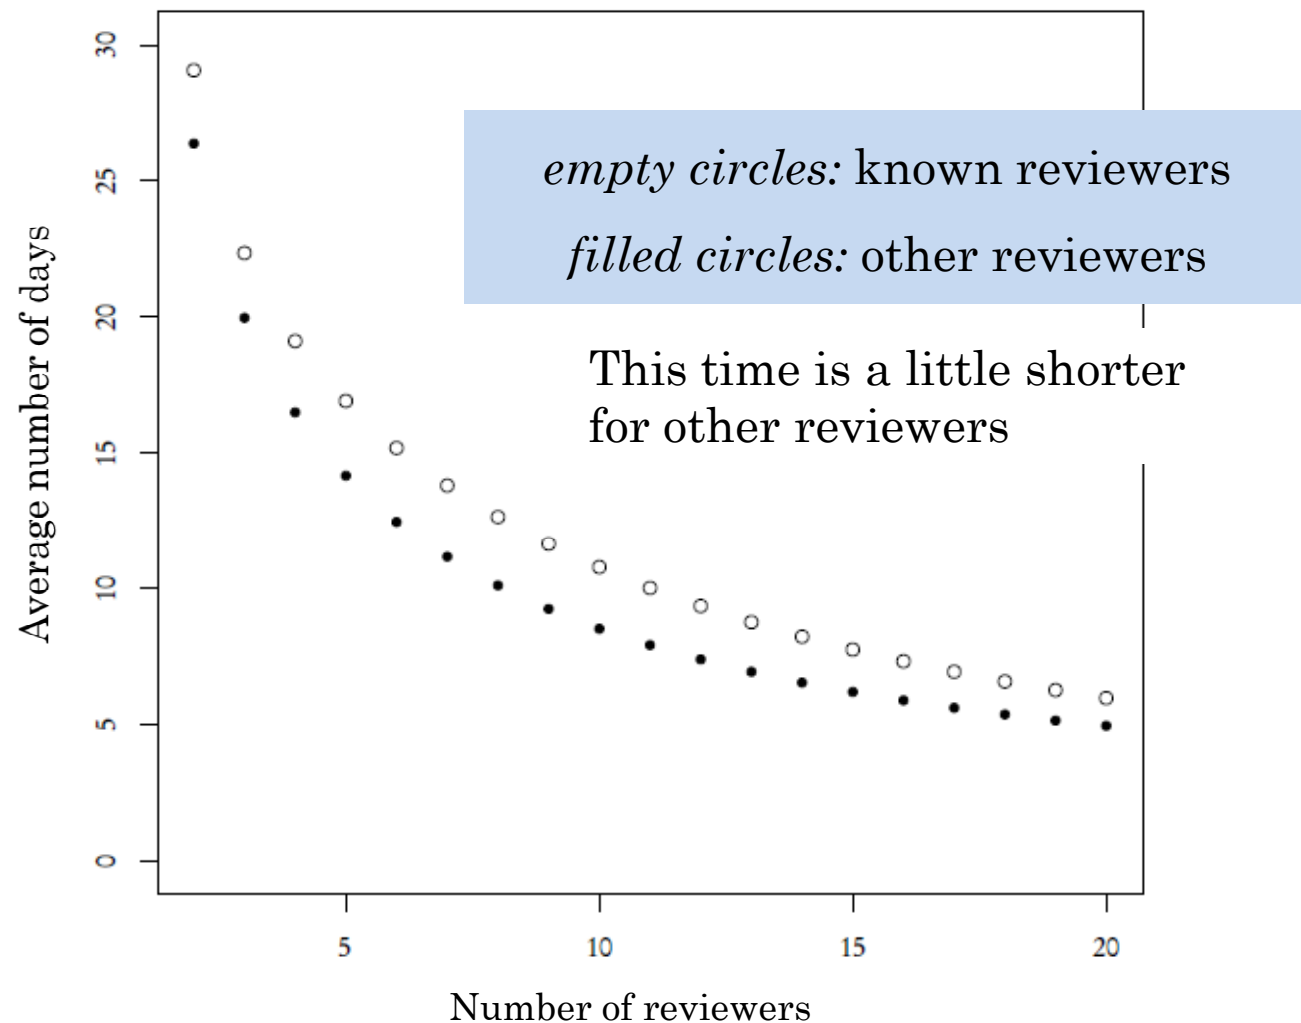 30
25
20
15
10
5
0
Average number of days
empty circles: known reviewers
filled circles: other reviewers
This time is a little shorter
for other reviewers
5 10 15 20
Number of reviewers